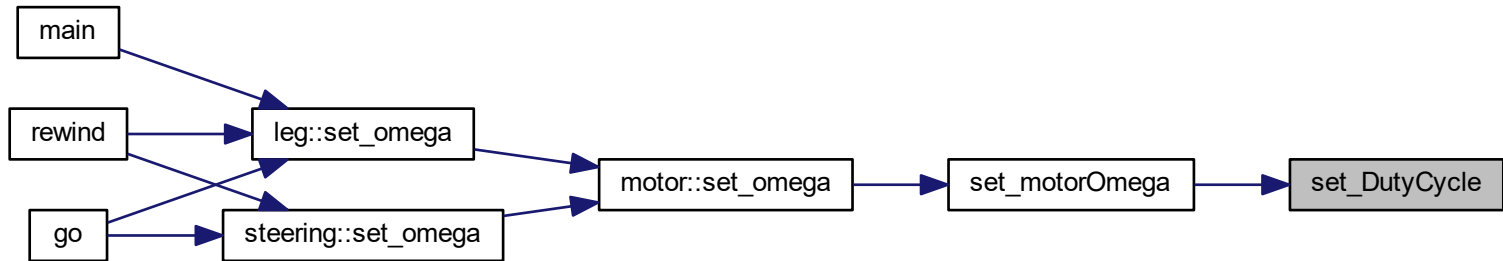 main
rewind
leg::set_omega
motor::set_omega
set_motorOmega
set_DutyCycle
go
steering::set_omega